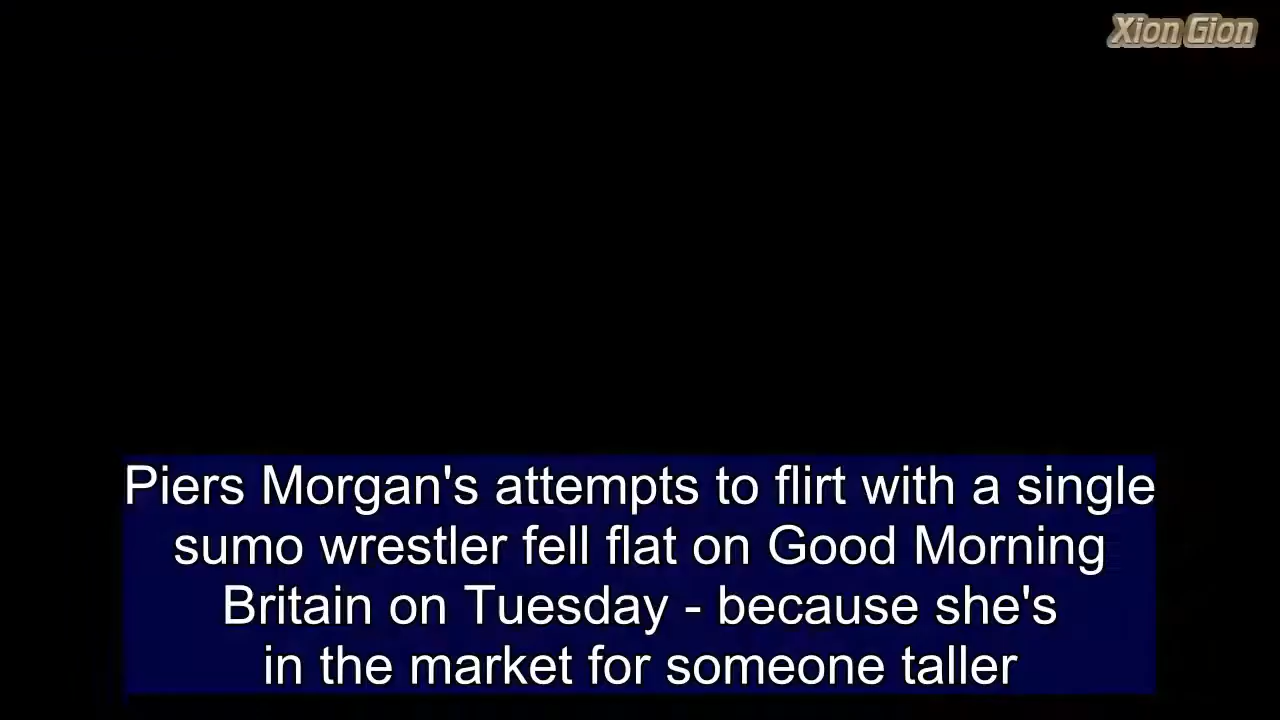 Xion Gion
Piers Morgan's attempts to flirt with a single
sumo wrestler fell flat on Good Morning
Britain on Tuesday - because she's
in the market for someone taller